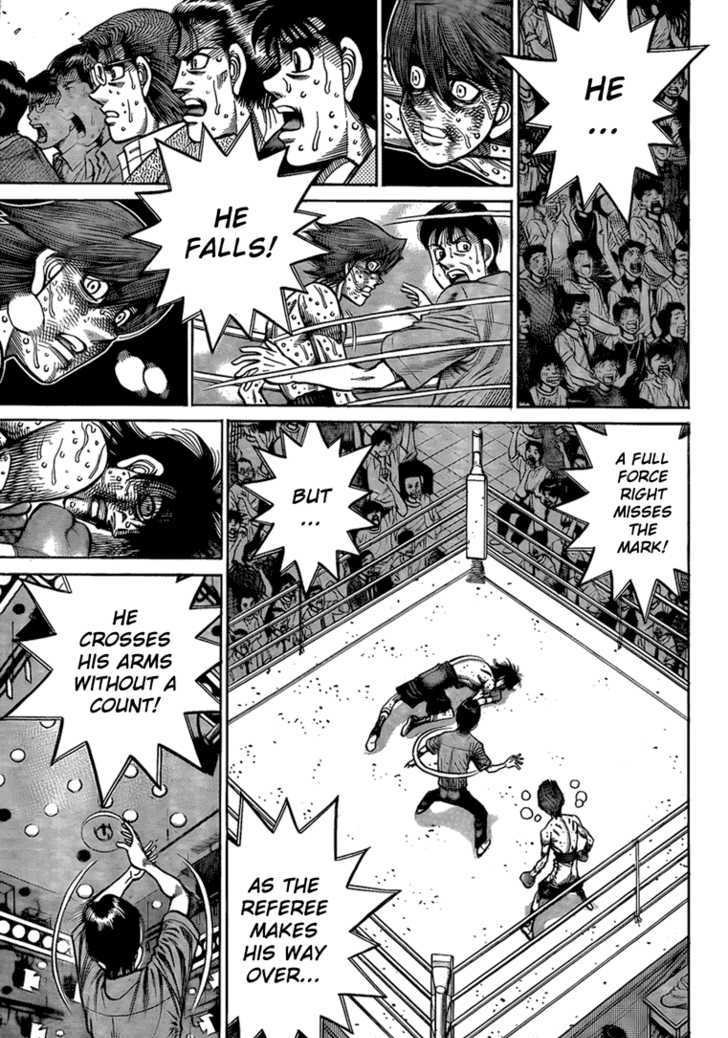 HE
...
HE
FALLS!
A FULL
FORCE
RIGHT
MISSES
THE
MARK!
BUT
...
AS THE
REFEREE
MAKES
HIS WAY
OVER...
HE
CROSSES
HIS ARMS
WITHOUT A
COUNT!